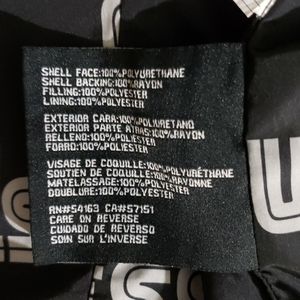 SHELL FACE:100%POLYURETHANE
SHELL BACKING:100%RAYON
FILLING:100%POLYESTER
LINING:100%POLYESTER
EXTERIOR CARA:100%POLIURETANO
EXTERIOR PARTE ATRAS:100%RAYON
RELLENO:100%POLIESTER
FORRO:100%POLIESTER
VISAGE DE COQUILLE:100%POLYURÉTHANE
SOUTIEN DE COQUILLE:100%RAYONNE
MATELASSAGE:100%POLYESTER
DOUBLURE:100%POLYESTER
RN#54163 CA#57151
CARE ON REVERSE
CUIDADO DE REVERSO
SOIN SUR L'INVERSE